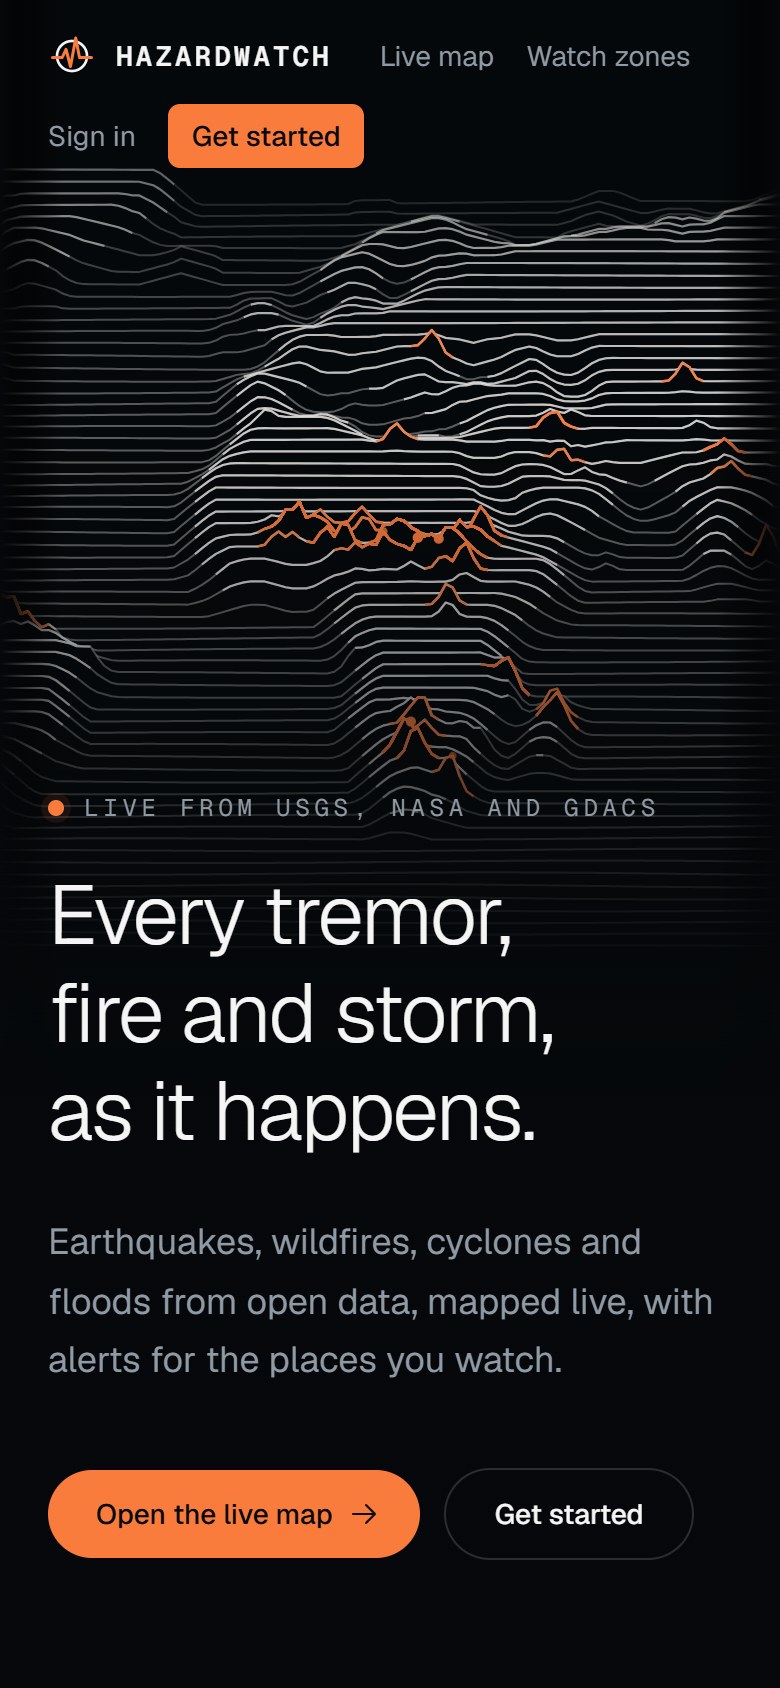 HAZARDWATCH Live map Watch zones
Sign in Get started
LIVE FROM USGS, NASA AND GDACS
Every tremor,
fire and storm,
as it happens.
Earthquakes, wildfires, cyclones and
floods from open data, mapped live, with
alerts for the places you watch.
Open the live map → Get started